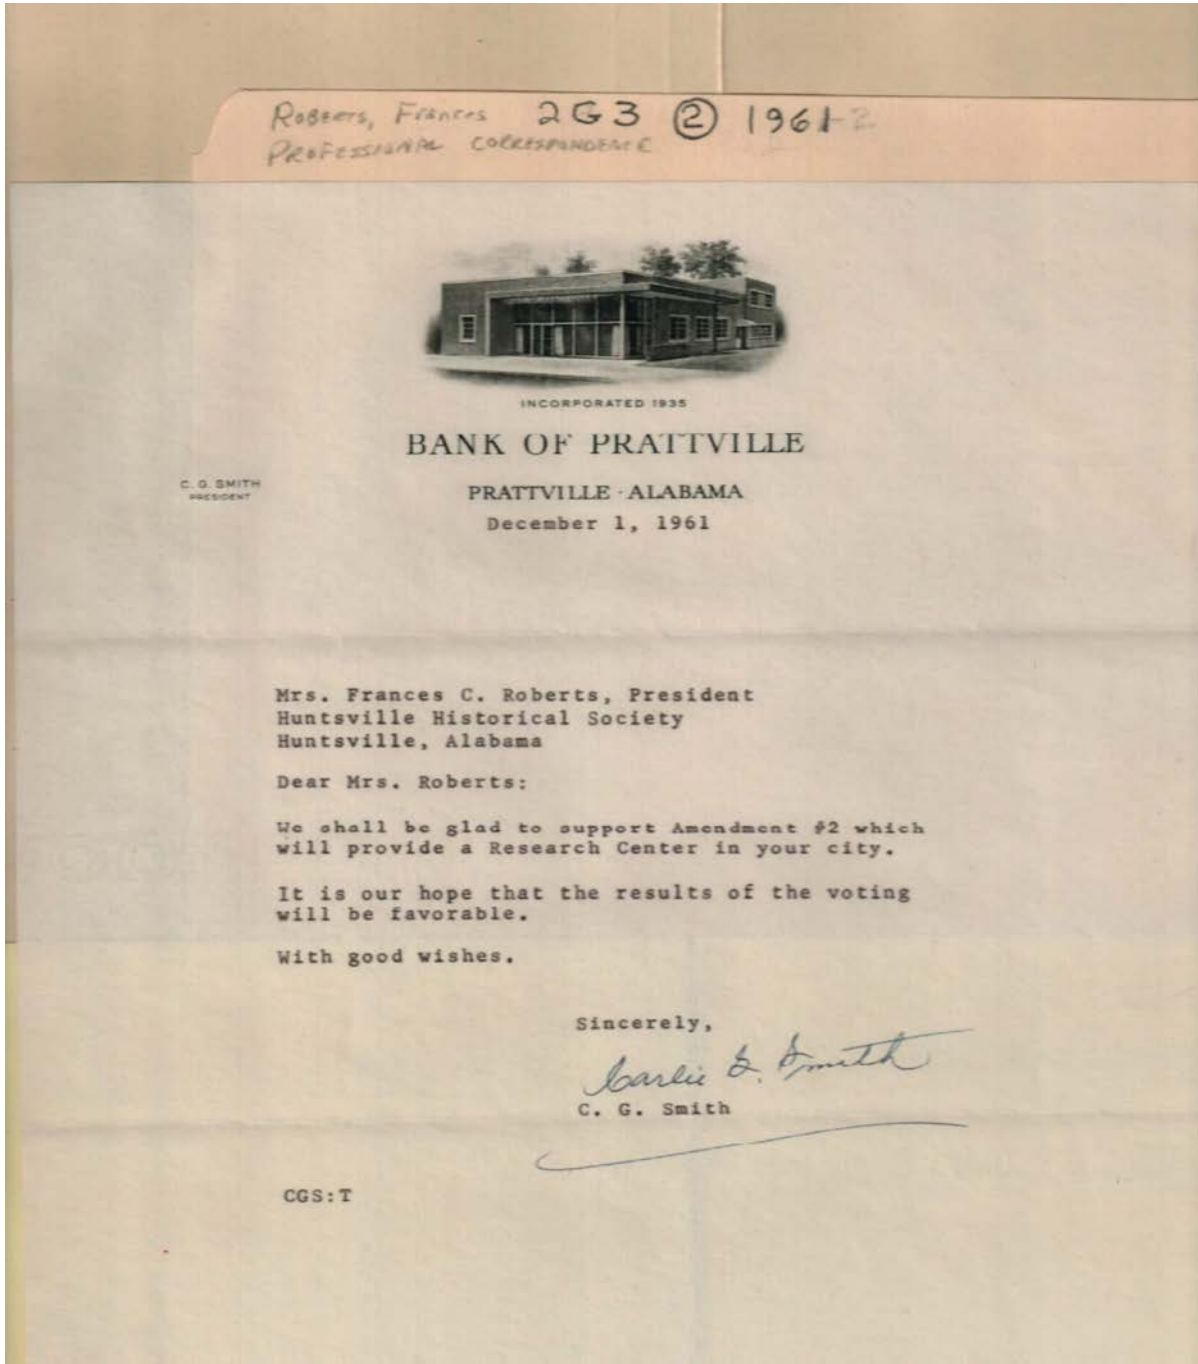 Roberts, Frances 2G3 ② 1961-2
PROFESSIONAL CORRESPONDENCE
INCORPORATED 1935
BANK OF PRATTVILLE
C. G. SMITH
PRESIDENT
PRATTVILLE · ALABAMA
December 1, 1961
Mrs. Frances C. Roberts, President
Huntsville Historical Society
Huntsville, Alabama
Dear Mrs. Roberts:
We shall be glad to support Amendment #2 which
will provide a Research Center in your city.
It is our hope that the results of the voting
will be favorable.
With good wishes.
Sincerely,
Carlie G. Smith
C. G. Smith
CGS:T